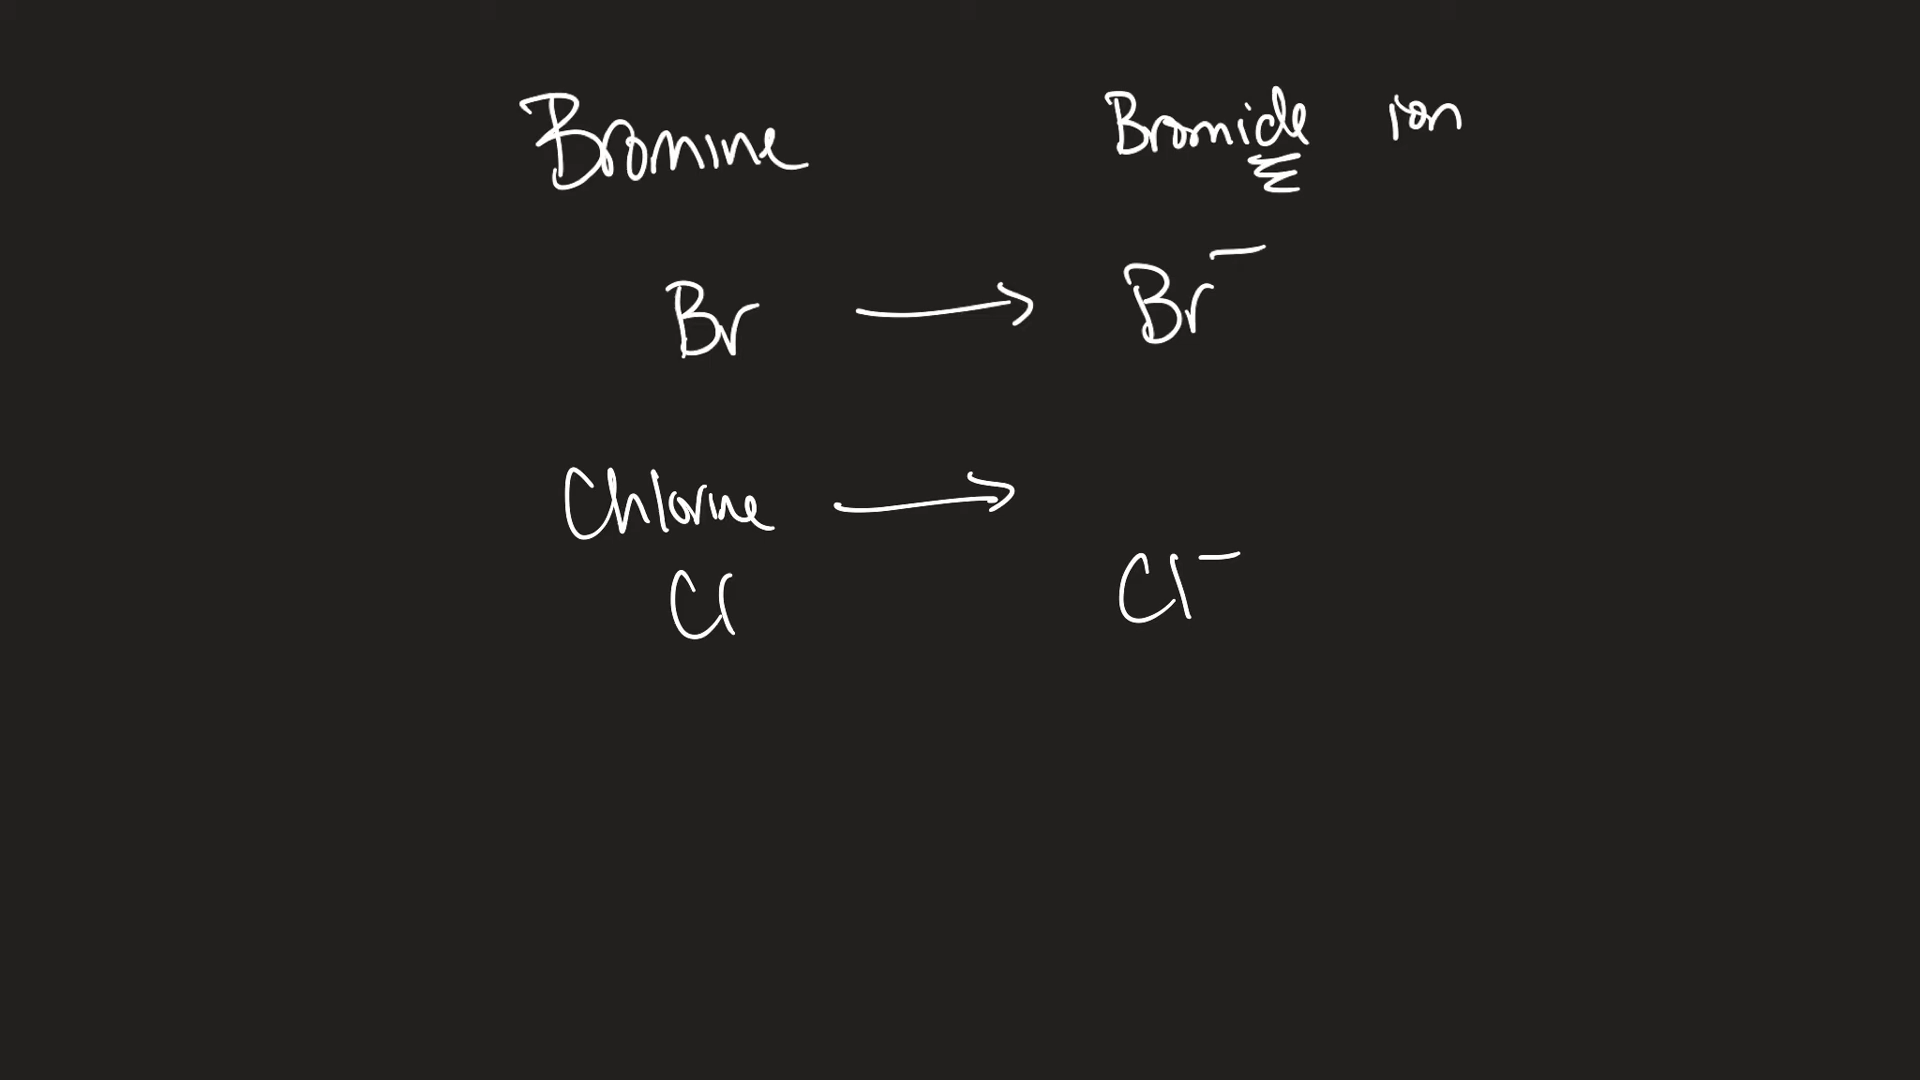 Bromine Bromide ion
Br → Br⁻
Chlorine →
Cl Cl⁻